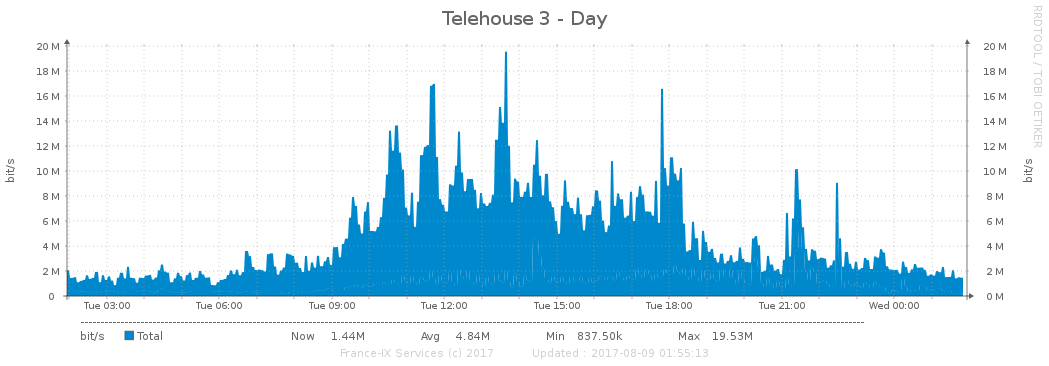 Telehouse 3 - Day
RRDTOOL / TOBI OETIKER
bit/s
bit/s
20 M 20 M
18 M 18 M
16 M 16 M
14 M 14 M
12 M 12 M
10 M 10 M
8 M 8 M
6 M 6 M
4 M 4 M
2 M 2 M
0 0 M
Tue 03:00 Tue 06:00 Tue 09:00 Tue 12:00 Tue 15:00 Tue 18:00 Tue 21:00 Wed 00:00
bit/s Total Now 1.44M Avg 4.84M Min 837.50k Max 19.53M
France-IX Services (c) 2017 Updated : 2017-08-09 01:55:13